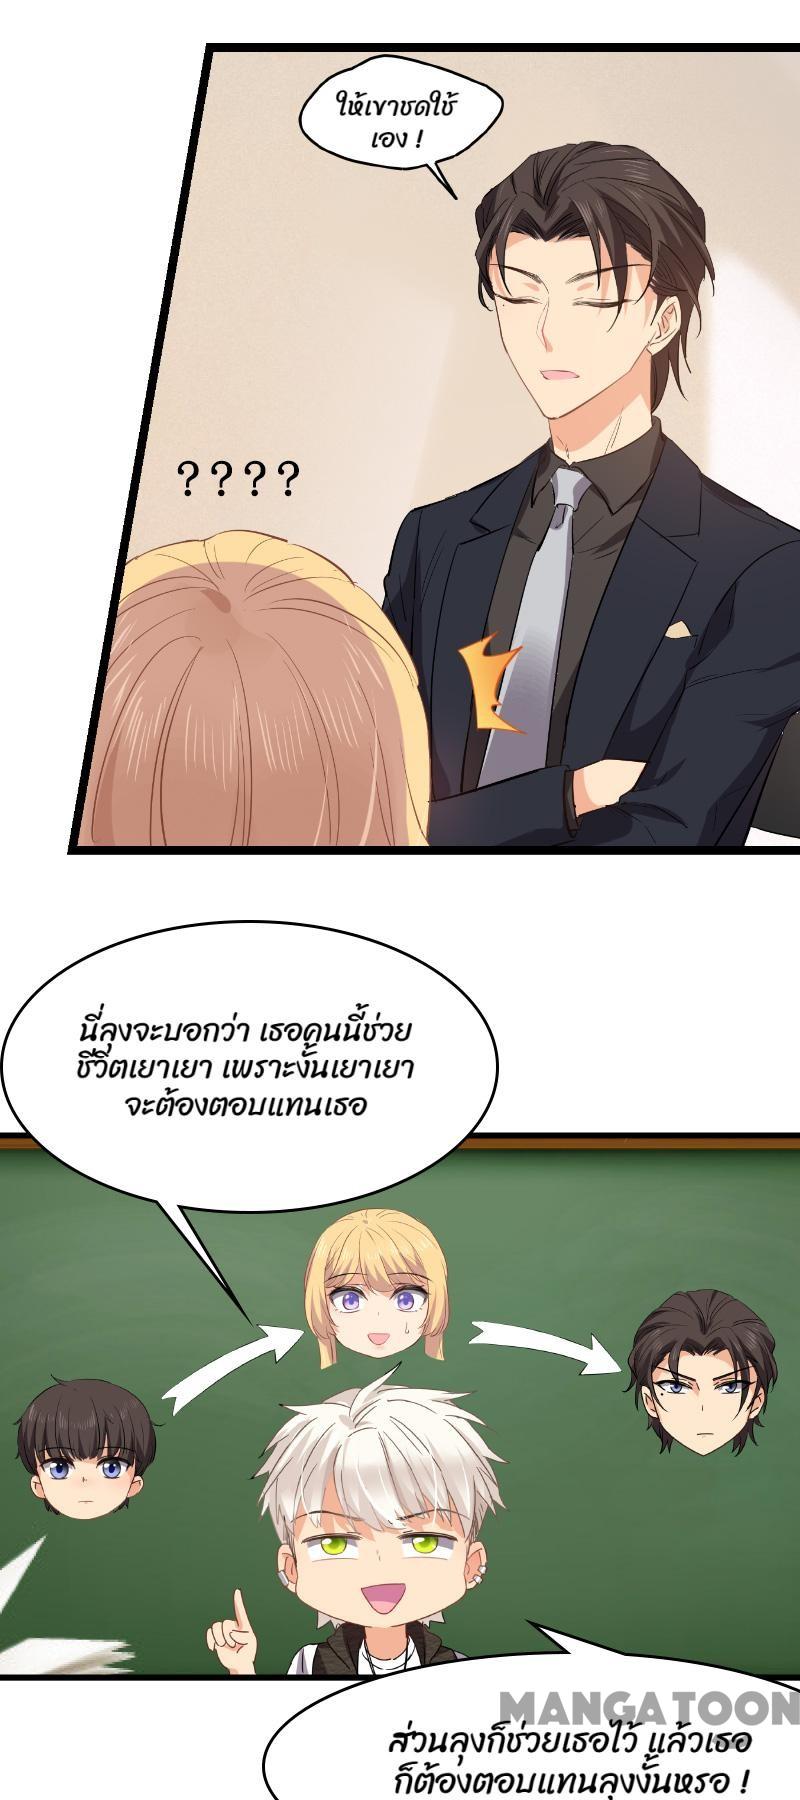 ให้เขาชดใช้
เอง !
? ? ? ?
นี่ลุงจะบอกว่า เธอคนนี้ช่วย
ชีวิตเยาเยา เพราะงั้นเยาเยา
จะต้องตอบแทนเธอ
MANGA TOON
ส่วนลุงก็ช่วยเธอไว้ แล้วเธอ
ก็ต้องตอบแทนลุงงั้นหรอ !